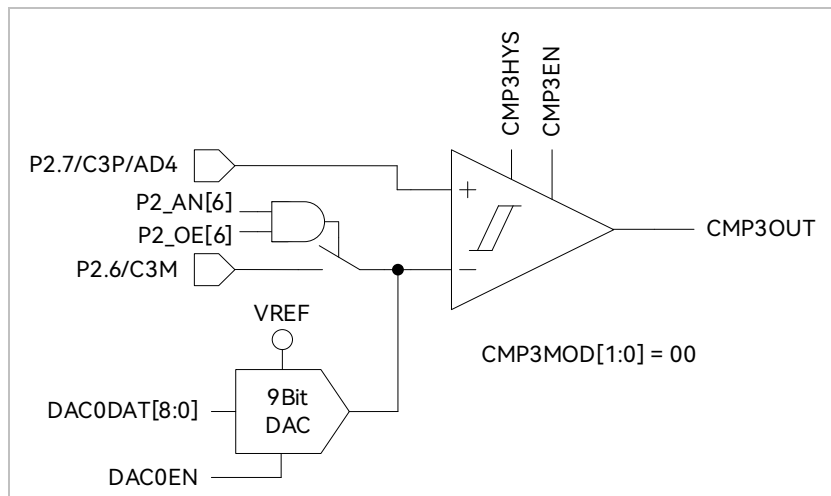 CMP3HYS
CMP3EN
P2.7/C3P/AD4
P2_AN[6]
P2_OE[6]
P2.6/C3M
+
−
CMP3OUT
VREF
CMP3MOD[1:0] = 00
9Bit
DAC
DAC0DAT[8:0]
DAC0EN